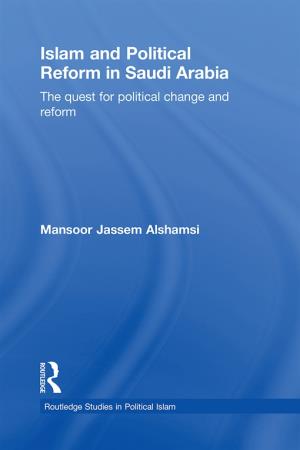 Islam and Political
Reform in Saudi Arabia
The quest for political change and
reform
Mansoor Jassem Alshamsi
ROUTLEDGE
Routledge Studies in Political Islam